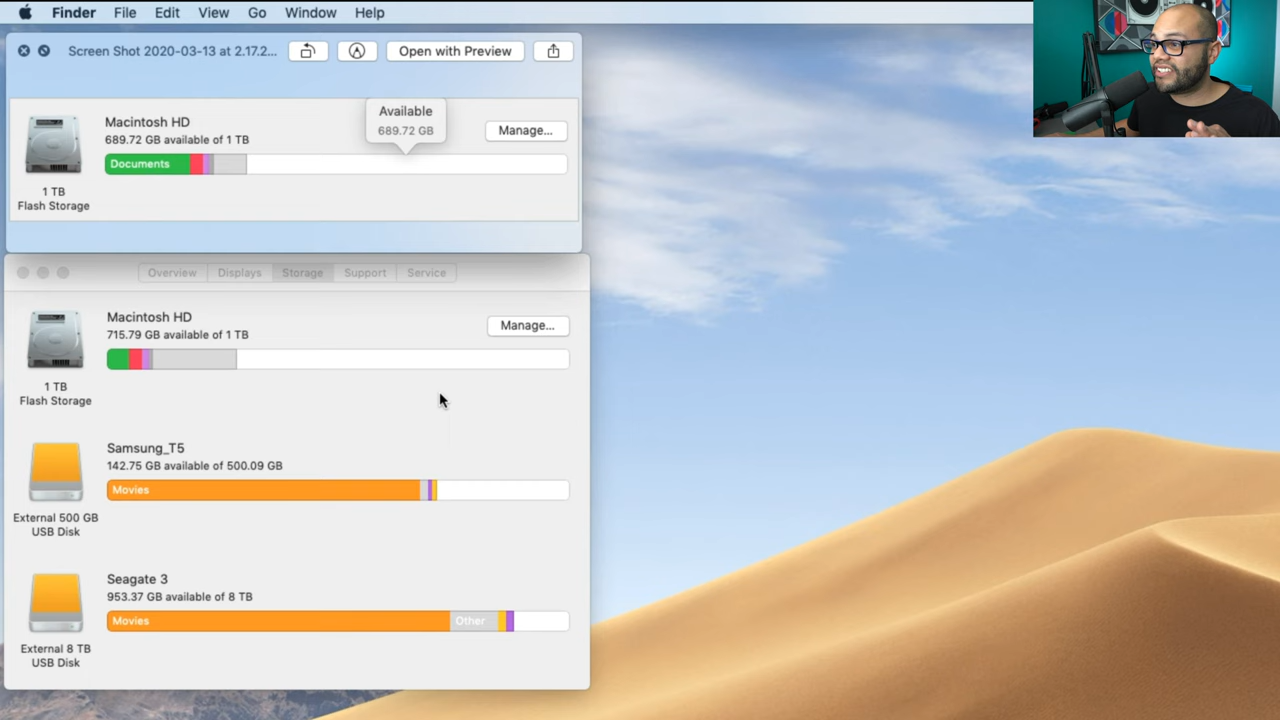 Finder File Edit View Go Window Help
Screen Shot 2020-03-13 at 2.17.2... Open with Preview
Available
689.72 GB
Macintosh HD
689.72 GB available of 1 TB
Manage...
Documents
1 TB
Flash Storage
Overview Displays Storage Support Service
Macintosh HD
715.79 GB available of 1 TB
Manage...
1 TB
Flash Storage
Samsung_T5
142.75 GB available of 500.09 GB
Movies
External 500 GB
USB Disk
Seagate 3
953.37 GB available of 8 TB
Movies Other
External 8 TB
USB Disk